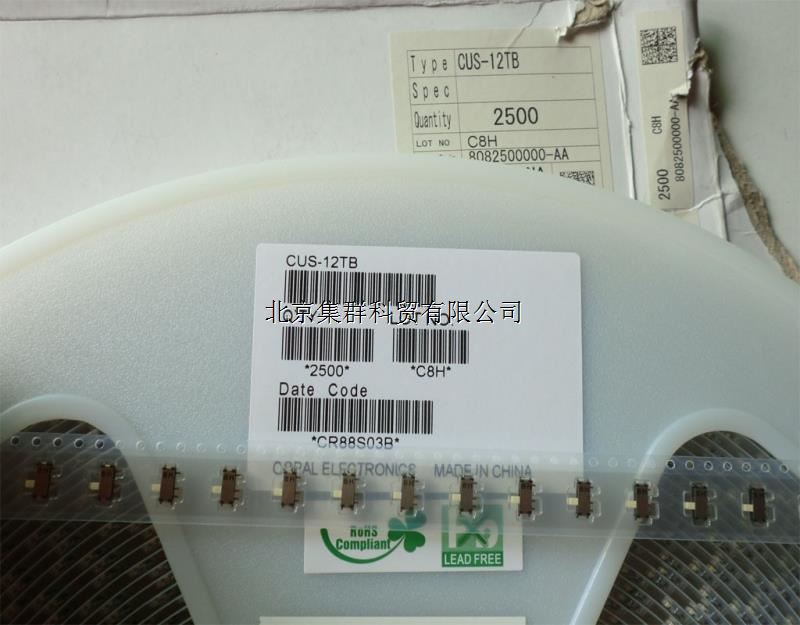 Type CUS-12TB
Spec
Quantity 2500
LOT NO C8H
8082500000-AA
C8H
2500
8082500000-AA
CUS-12TB
北京集群科贸有限公司
*2500* *C8H*
Date Code
*CR88S03B*
COPAL ELECTRONICS MADE IN CHINA
RoHS
Compliant
LEAD FREE